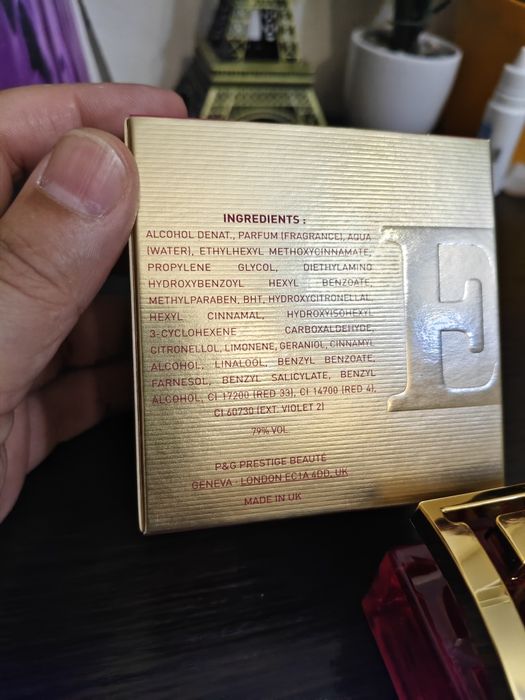 INGREDIENTS :
ALCOHOL DENAT., PARFUM (FRAGRANCE), AQUA
(WATER), ETHYLHEXYL METHOXYCINNAMATE,
PROPYLENE GLYCOL, DIETHYLAMINO
HYDROXYBENZOYL HEXYL BENZOATE,
METHYLPARABEN, BHT, HYDROXYCITRONELLAL,
HEXYL CINNAMAL, HYDROXYISOHEXYL
3-CYCLOHEXENE CARBOXALDEHYDE,
CITRONELLOL, LIMONENE, GERANIOL, CINNAMYL
ALCOHOL, LINALOOL, BENZYL BENZOATE,
FARNESOL, BENZYL SALICYLATE, BENZYL
ALCOHOL, CI 17200 (RED 33), CI 14700 (RED 4),
CI 60730 (EXT. VIOLET 2)
79% VOL.
P&G PRESTIGE BEAUTÉ
GENEVA - LONDON EC1A 4DD, UK
MADE IN UK
E